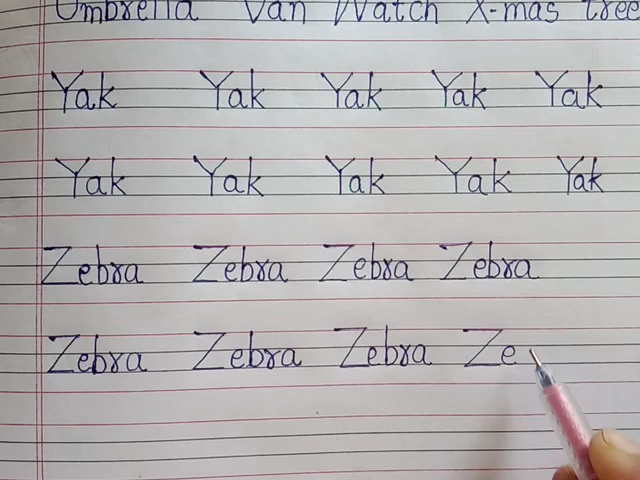 Umbrella Van Watch X-mas tree
Yak Yak Yak Yak Yak
Yak Yak Yak Yak Yak
Zebra Zebra Zebra Zebra
Zebra Zebra Zebra Ze